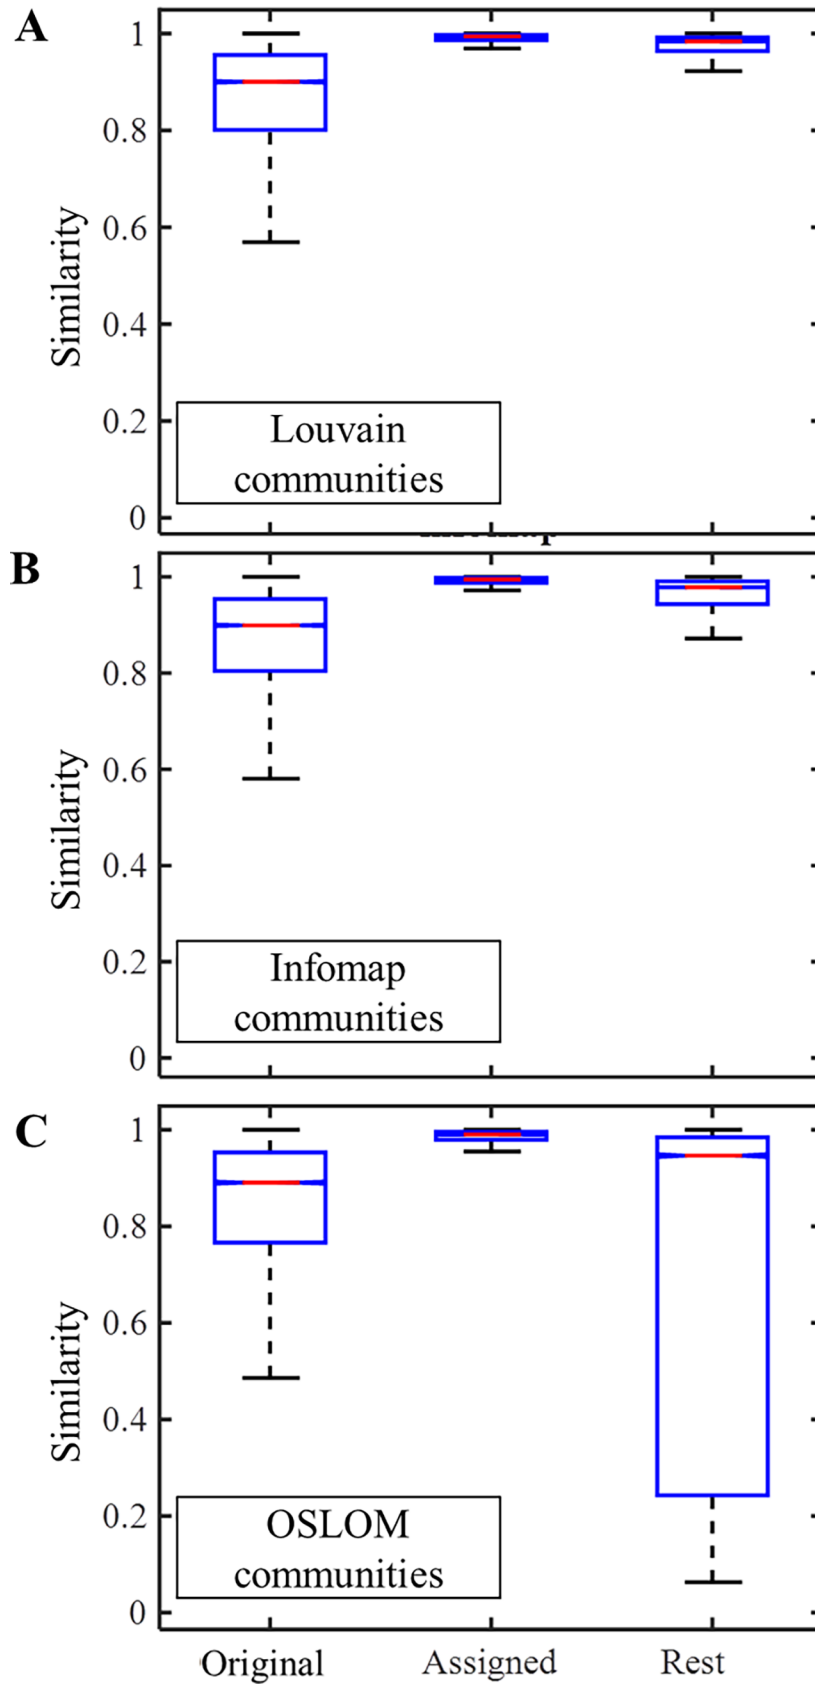 A
1
0.8
0.6
0.4
0.2
0
Similarity
Louvain
communities
B
1
0.8
0.6
0.4
0.2
0
Similarity
Infomap
communities
C
1
0.8
0.6
0.4
0.2
0
Similarity
OSLOM
communities
Original Assigned Rest